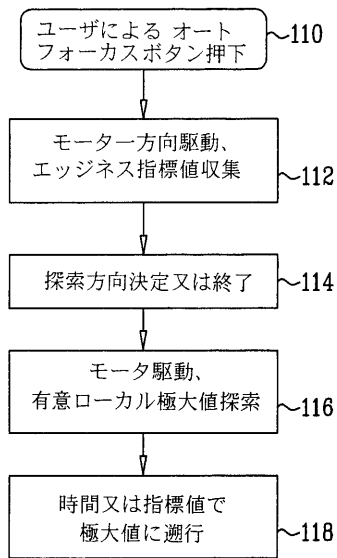 ユーザによる オート
フォーカスボタン押下
110
モーター方向駆動、
エッジネス指標値収集
112
探索方向決定又は終了
114
モータ駆動、
有意ローカル極大値探索
116
時間又は指標値で
極大値に遡行
118